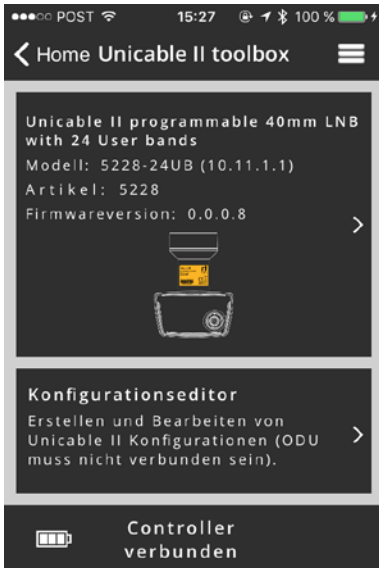 POST 15:27 100 %
Home Unicable II toolbox
Unicable II programmable 40mm LNB
with 24 User bands
Modell: 5228-24UB (10.11.1.1)
Artikel: 5228
Firmwareversion: 0.0.0.8
Konfigurationseditor
Erstellen und Bearbeiten von
Unicable II Konfigurationen (ODU
muss nicht verbunden sein).
Controller
verbunden